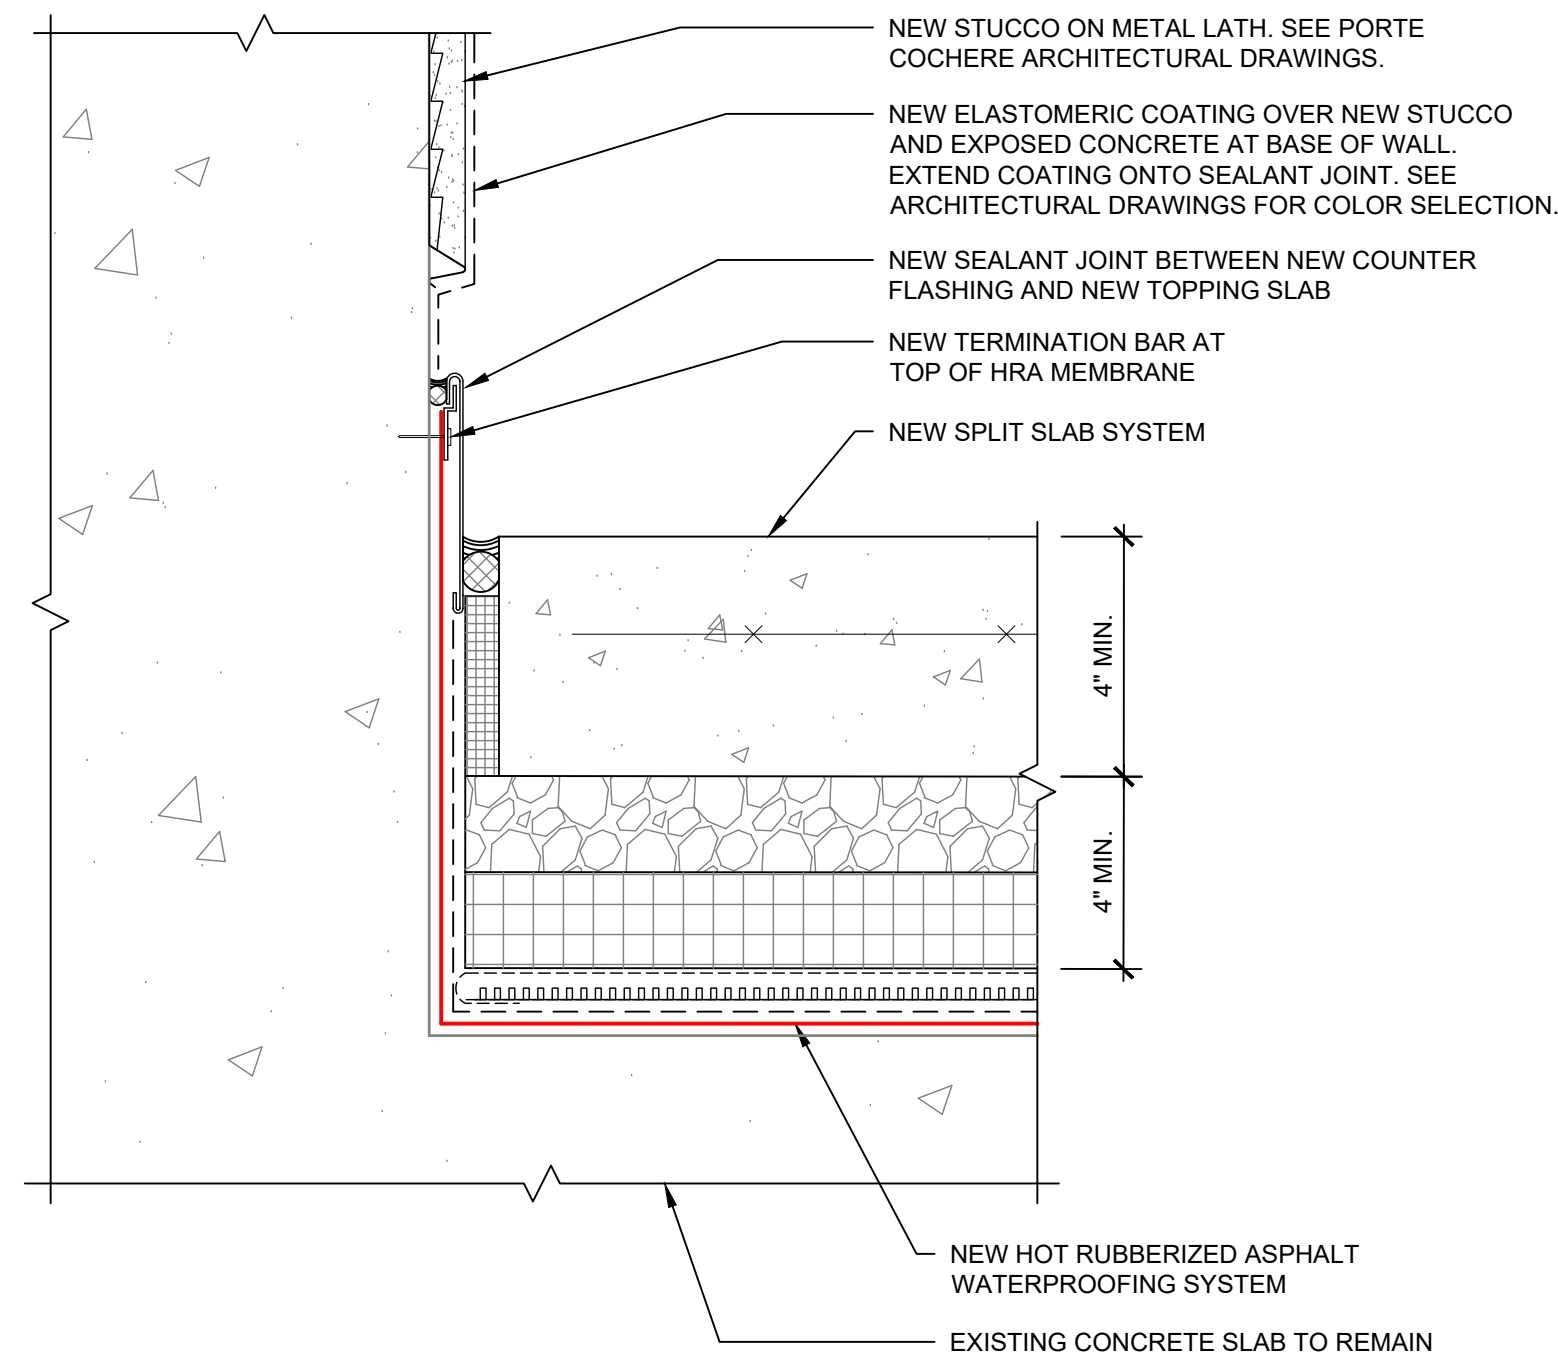 NEW STUCCO ON METAL LATH. SEE PORTE
COCHERE ARCHITECTURAL DRAWINGS.
NEW ELASTOMERIC COATING OVER NEW STUCCO
AND EXPOSED CONCRETE AT BASE OF WALL.
EXTEND COATING ONTO SEALANT JOINT. SEE
ARCHITECTURAL DRAWINGS FOR COLOR SELECTION.
NEW SEALANT JOINT BETWEEN NEW COUNTER
FLASHING AND NEW TOPPING SLAB
NEW TERMINATION BAR AT
TOP OF HRA MEMBRANE
NEW SPLIT SLAB SYSTEM
4" MIN.
4" MIN.
NEW HOT RUBBERIZED ASPHALT
WATERPROOFING SYSTEM
EXISTING CONCRETE SLAB TO REMAIN